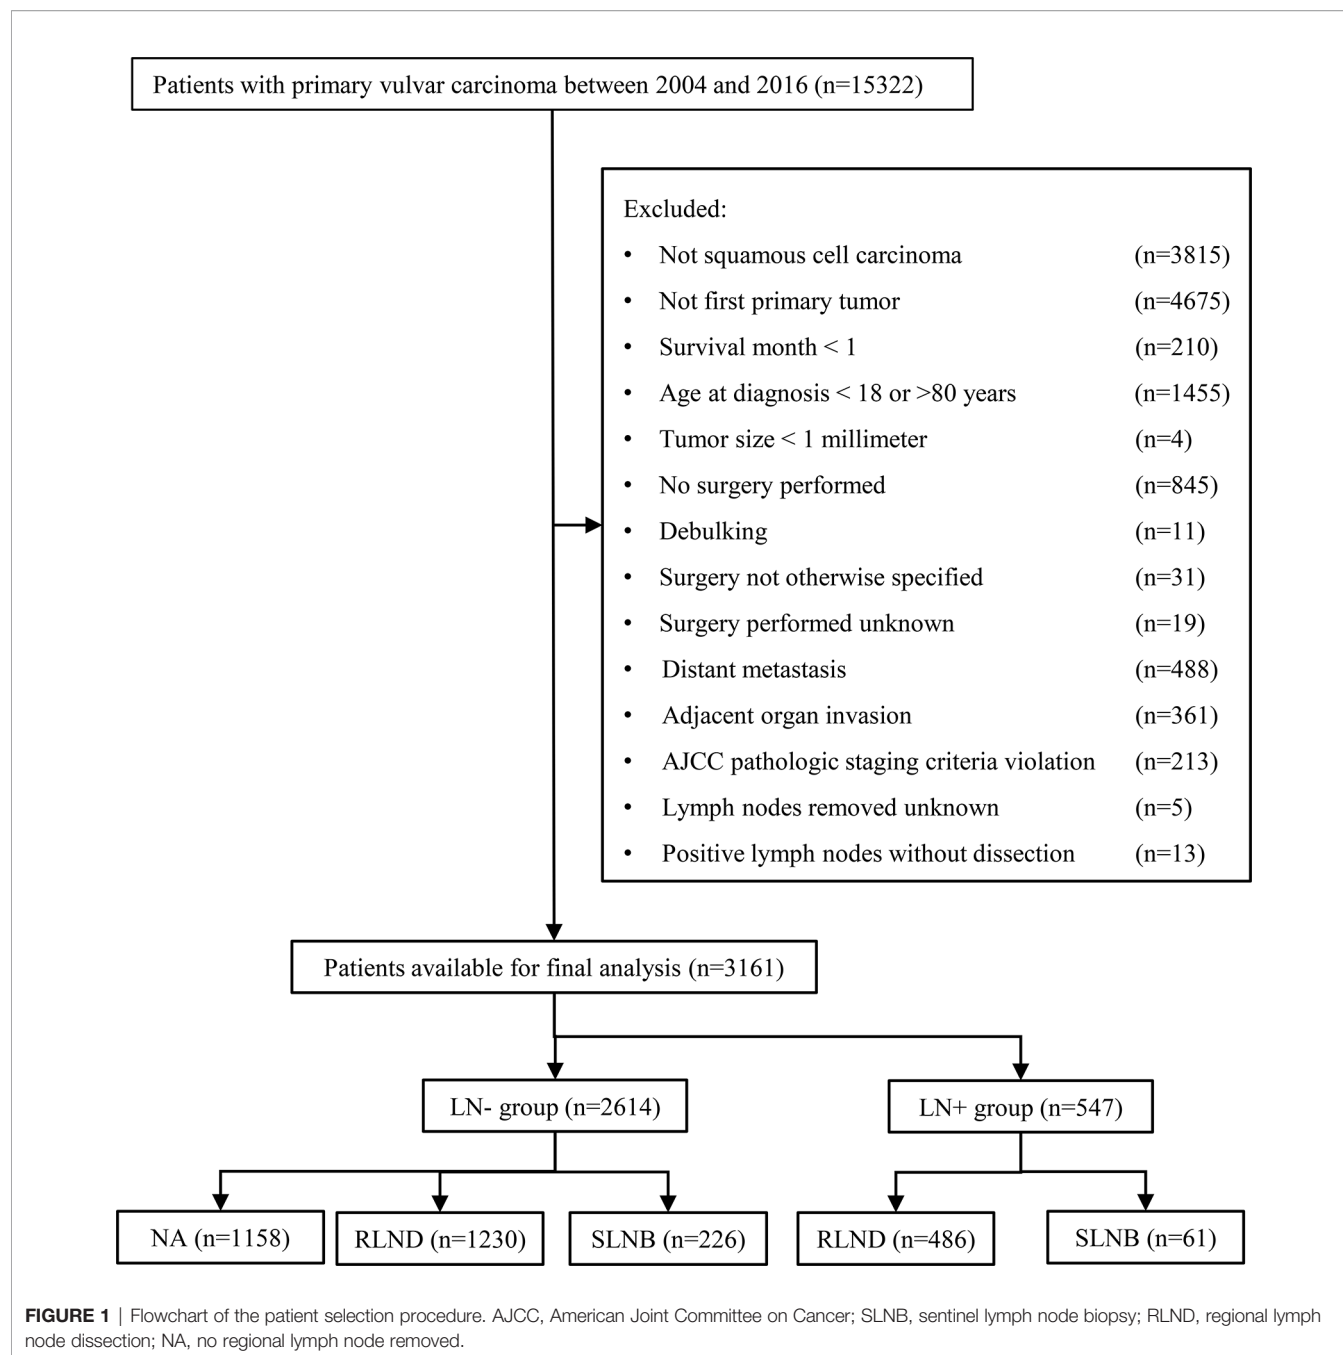 Patients with primary vulvar carcinoma between 2004 and 2016 (n=15322)
Excluded:
• Not squamous cell carcinoma (n=3815)
• Not first primary tumor (n=4675)
• Survival month < 1 (n=210)
• Age at diagnosis < 18 or >80 years (n=1455)
• Tumor size < 1 millimeter (n=4)
• No surgery performed (n=845)
• Debulking (n=11)
• Surgery not otherwise specified (n=31)
• Surgery performed unknown (n=19)
• Distant metastasis (n=488)
• Adjacent organ invasion (n=361)
• AJCC pathologic staging criteria violation (n=213)
• Lymph nodes removed unknown (n=5)
• Positive lymph nodes without dissection (n=13)
Patients available for final analysis (n=3161)
LN- group (n=2614) LN+ group (n=547)
NA (n=1158) RLND (n=1230) SLNB (n=226) RLND (n=486) SLNB (n=61)
FIGURE 1 | Flowchart of the patient selection procedure. AJCC, American Joint Committee on Cancer; SLNB, sentinel lymph node biopsy; RLND, regional lymph
node dissection; NA, no regional lymph node removed.